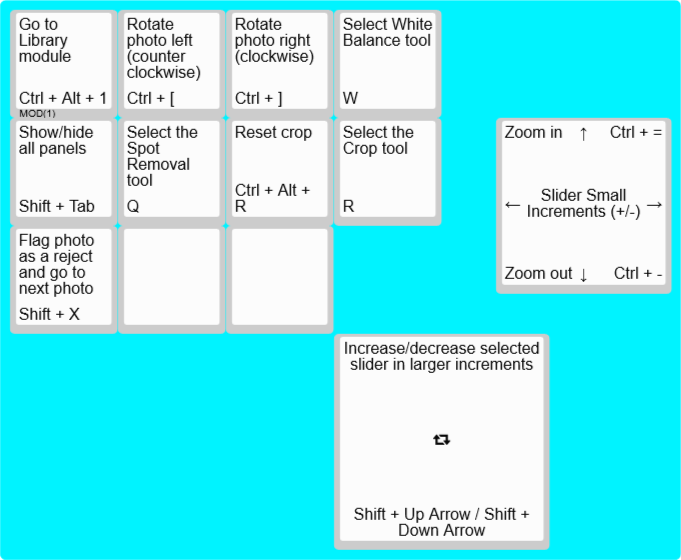 Go to
Library
module
Ctrl + Alt + 1
MOD(1)
Rotate
photo left
(counter
clockwise)
Ctrl + [
Rotate
photo right
(clockwise)
Ctrl + ]
Select White
Balance tool
W
Show/hide
all panels
Shift + Tab
Select the
Spot
Removal
tool
Q
Reset crop
Ctrl + Alt +
R
Select the
Crop tool
R
Zoom in ↑ Ctrl + =
← Slider Small →
Increments (+/-)
Zoom out ↓ Ctrl + -
Flag photo
as a reject
and go to
next photo
Shift + X
Increase/decrease selected
slider in larger increments
Shift + Up Arrow / Shift +
Down Arrow